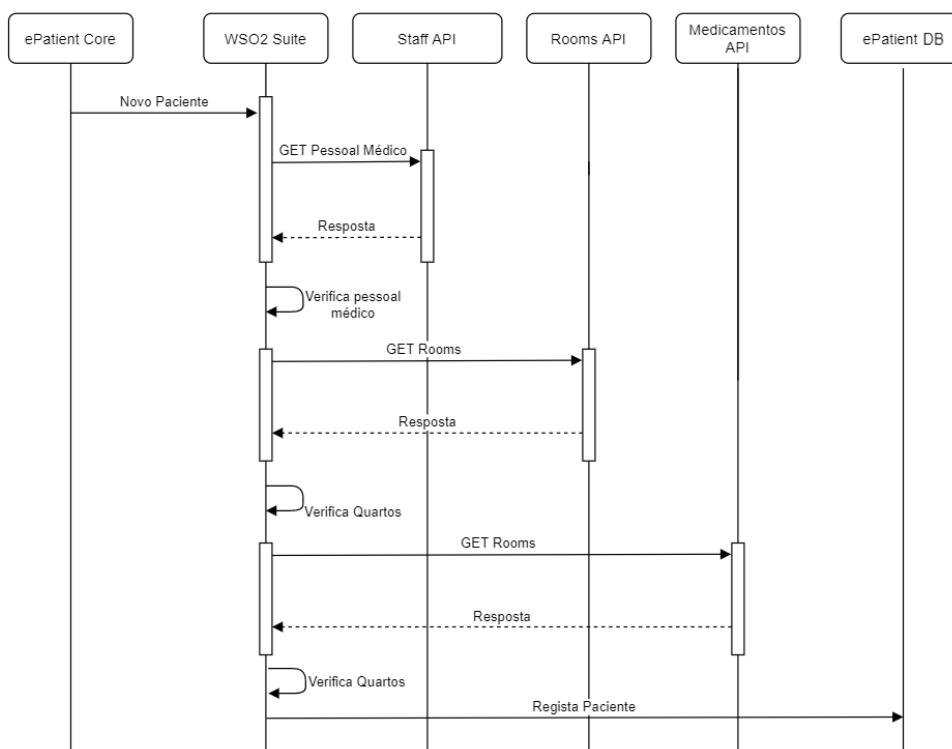 ePatient Core
WSO2 Suite
Staff API
Rooms API
Medicamentos
API
ePatient DB
Novo Paciente
GET Pessoal Médico
Resposta
Verifica pessoal
médico
GET Rooms
Resposta
Verifica Quartos
GET Rooms
Resposta
Verifica Quartos
Regista Paciente